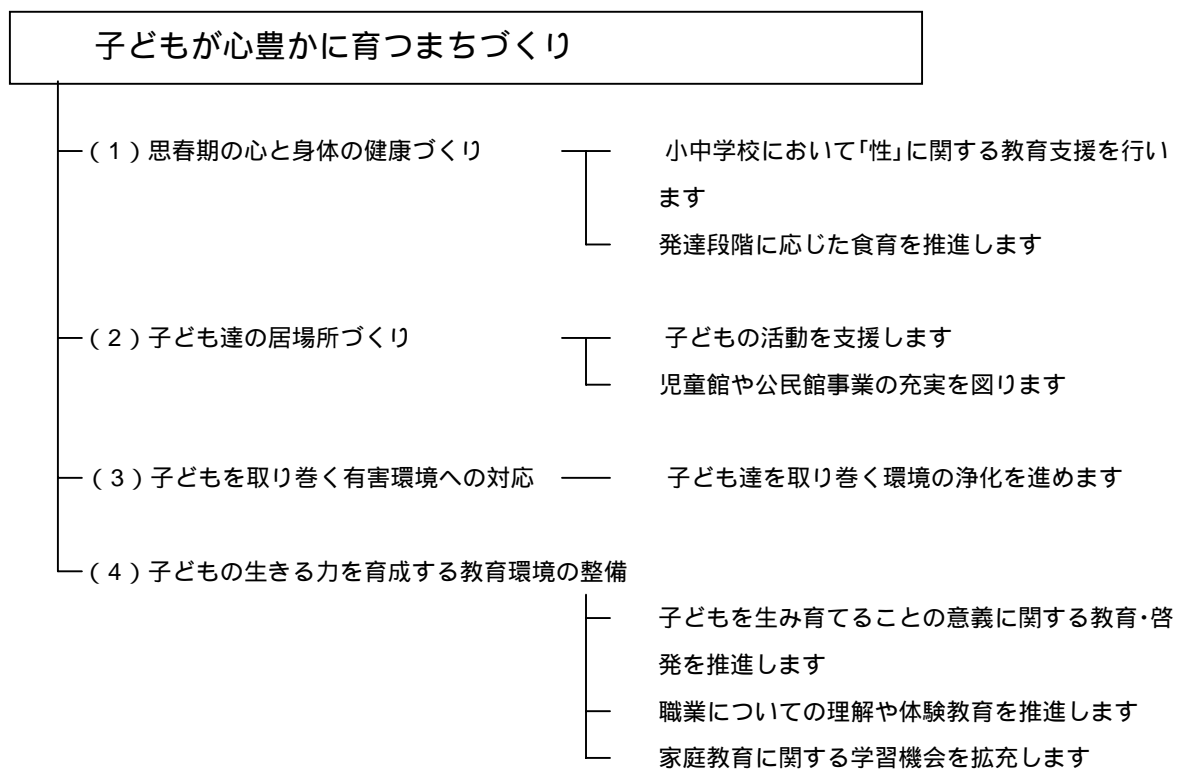 子どもが心豊かに育つまちづくり
(1)思春期の心と身体の健康づくり
小中学校において「性」に関する教育支援を行い
ます
発達段階に応じた食育を推進します
(2)子ども達の居場所づくり
子どもの活動を支援します
児童館や公民館事業の充実を図ります
(3)子どもを取り巻く有害環境への対応
子ども達を取り巻く環境の浄化を進めます
(4)子どもの生きる力を育成する教育環境の整備
子どもを生み育てることの意義に関する教育・啓
発を推進します
職業についての理解や体験教育を推進します
家庭教育に関する学習機会を拡充します